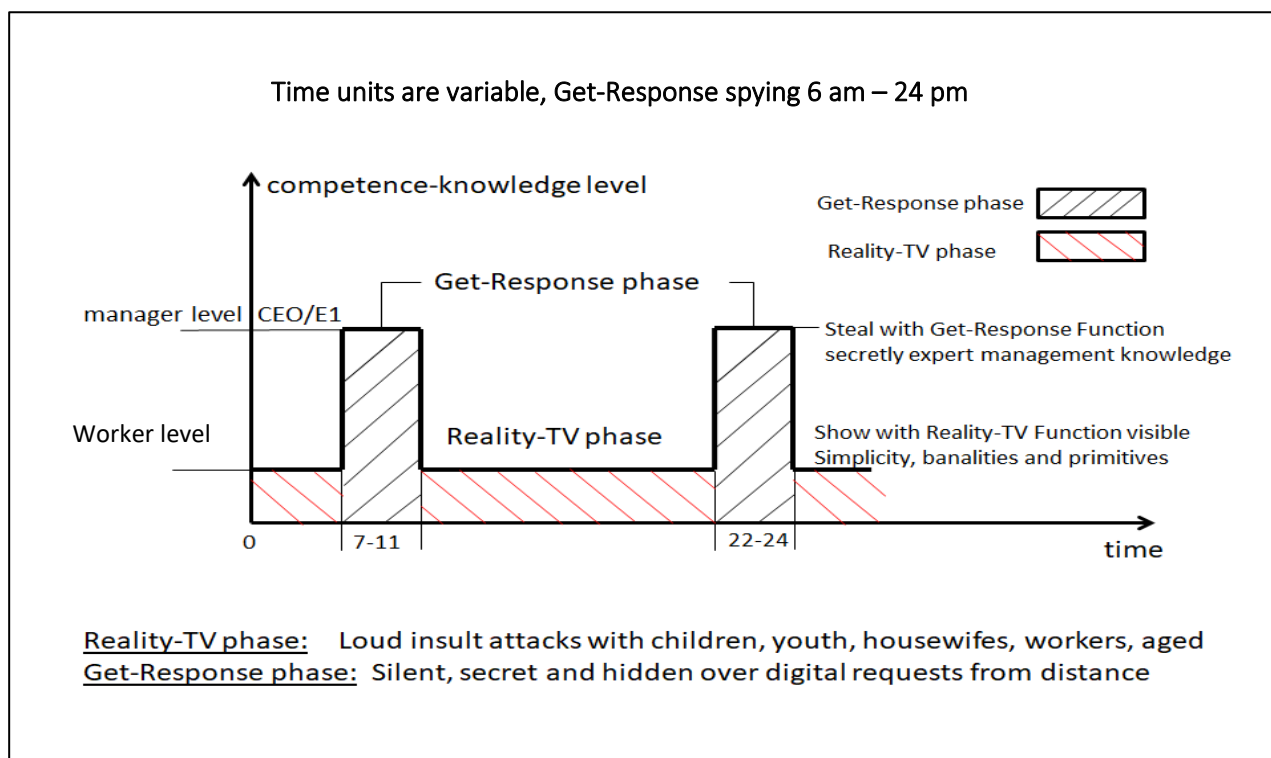 Time units are variable, Get-Response spying 6 am – 24 pm
competence-knowledge level
Get-Response phase
Reality-TV phase
Get-Response phase
manager level CEO/E1
Steal with Get-Response Function
secretly expert management knowledge
Worker level
Reality-TV phase
Show with Reality-TV Function visible
Simplicity, banalities and primitives
0
7-11
22-24
time
Reality-TV phase: Loud insult attacks with children, youth, housewifes, workers, aged
Get-Response phase: Silent, secret and hidden over digital requests from distance